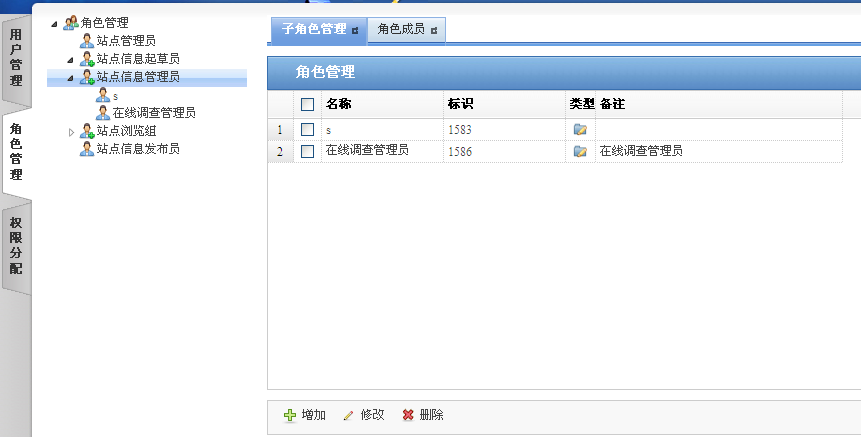 用户管理
角色管理
权限分配
角色管理
站点管理员
站点信息起草员
站点信息管理员
s
在线调查管理员
站点浏览组
站点信息发布员
子角色管理 角色成员
角色管理
名称 标识 类型 备注
1 s 1583
2 在线调查管理员 1586 在线调查管理员
增加 修改 删除